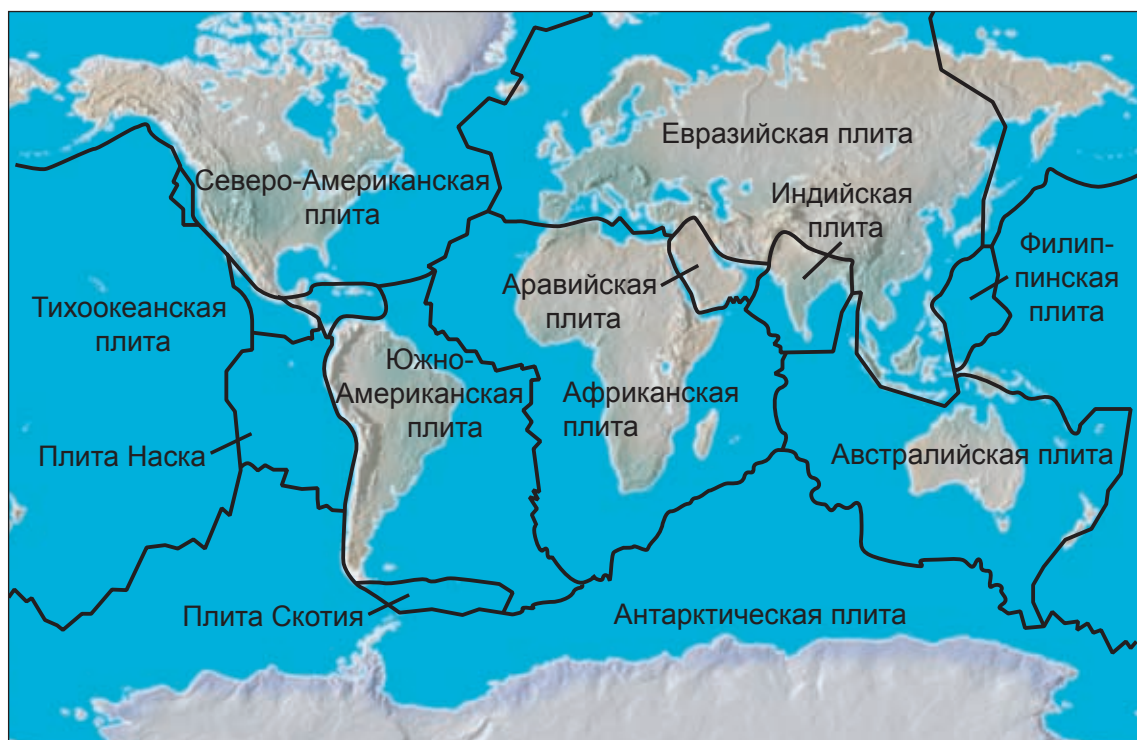 Евразийская плита
Северо-Американская
плита
Индийская
плита
Филип-
пинская
плита
Аравийская
плита
Тихоокеанская
плита
Южно-
Американская
плита
Африканская
плита
Плита Наска
Австралийская плита
Плита Скотия
Антарктическая плита